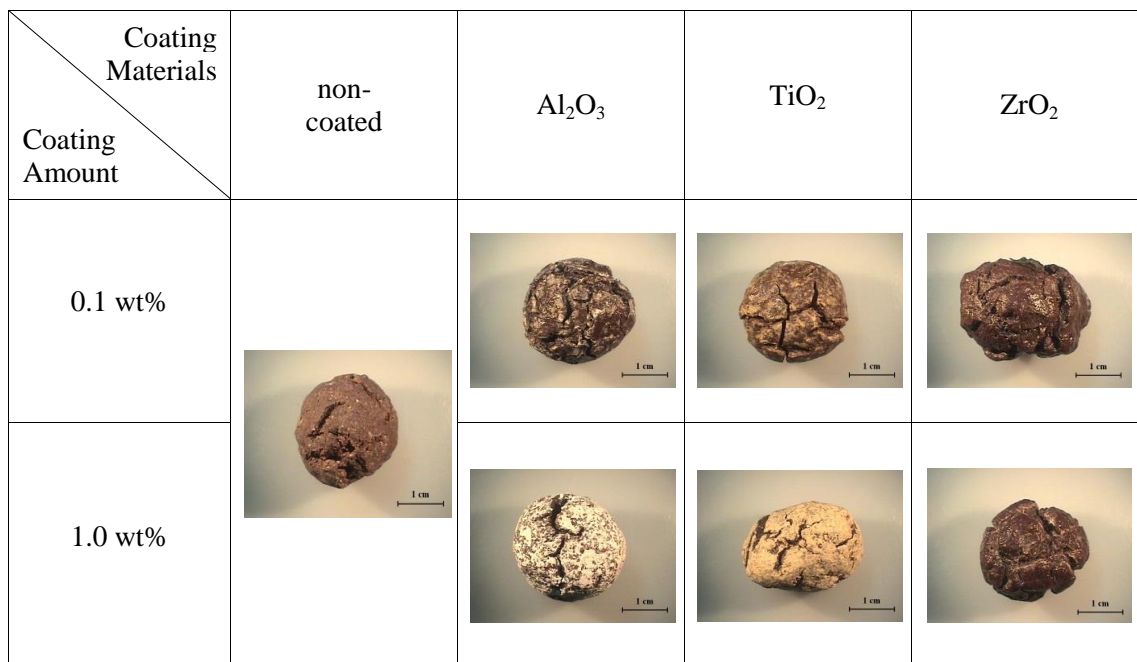 Coating
Materials
Coating
Amount
non-
coated
Al₂O₃
TiO₂
ZrO₂
0.1 wt%
1 cm
1 cm
1 cm
1 cm
1.0 wt%
1 cm
1 cm
1 cm